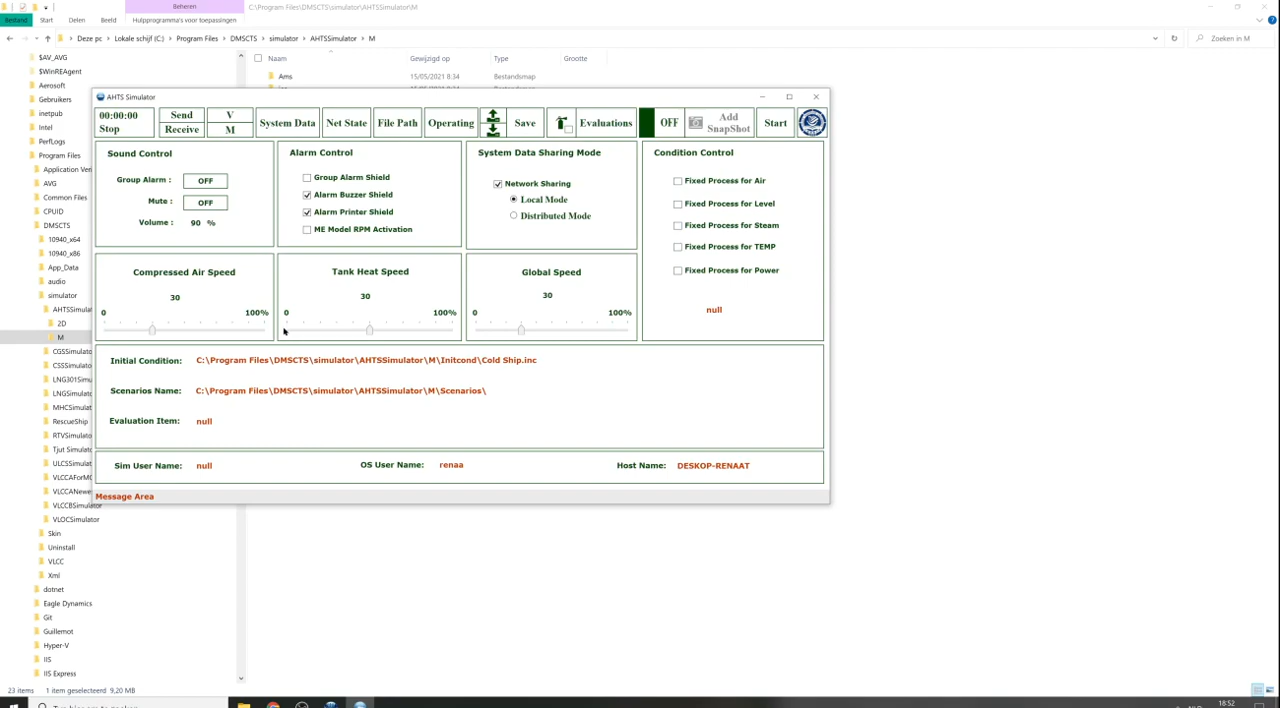 Beheren
C:\Program Files\DMSCTS\simulator\AHTSSimulator\M
Bestand Start Delen Beeld Hulpprogramma's voor toepassingen
Deze pc > Lokale schijf (C:) > Program Files > DMSCTS > simulator > AHTSSimulator > M
Zoeken in M
Naam Gewijzigd op Type Grootte
Ams 15/05/2021 8:34 Bestandsmap
$AV_AVG
$WinREAgent
Aerosoft
Gebruikers
inetpub
Intel
PerfLogs
Program Files
Application Veri
AVG
Common Files
CPUID
DMSCTS
10940_x64
10940_x86
App_Data
audio
simulator
AHTSSimulat
2D
M
CGSSimulato
CSSSimulato
LNG301Simu
LNGSimulato
MHCSimulat
RescueShip
RTVSimulato
Tjut Simulato
ULCSSimulat
VLCCAForMC
VLCCANewe
VLCCBSimulator
VLOCSimulator
Skin
Uninstall
VLCC
Xml
dotnet
Eagle Dynamics
Git
Guillemot
Hyper-V
IIS
IIS Express
AHTS Simulator
00:00:00
Stop
Send
Receive
V
M
System Data
Net State
File Path
Operating
Save
Evaluations
OFF
Add
SnapShot
Start
Sound Control
Group Alarm : OFF
Mute : OFF
Volume : 90 %
Alarm Control
Group Alarm Shield
Alarm Buzzer Shield
Alarm Printer Shield
ME Model RPM Activation
System Data Sharing Mode
Network Sharing
Local Mode
Distributed Mode
Condition Control
Fixed Process for Air
Fixed Process for Level
Fixed Process for Steam
Fixed Process for TEMP
Fixed Process for Power
null
Compressed Air Speed
30
0 100%
Tank Heat Speed
30
0 100%
Global Speed
30
0 100%
Initial Condition: C:\Program Files\DMSCTS\simulator\AHTSSimulator\M\Initcond\Cold Ship.inc
Scenarios Name: C:\Program Files\DMSCTS\simulator\AHTSSimulator\M\Scenarios\
Evaluation Item: null
Sim User Name: null
OS User Name: renaa
Host Name: DESKOP-RENAAT
Message Area
23 items 1 item geselecteerd 9,20 MB
18:52